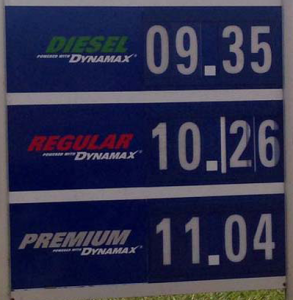 DIESEL 09.35
POWERED WITH DYNAMAX
REGULAR 10.26
POWERED WITH DYNAMAX
PREMIUM 11.04
POWERED WITH DYNAMAX